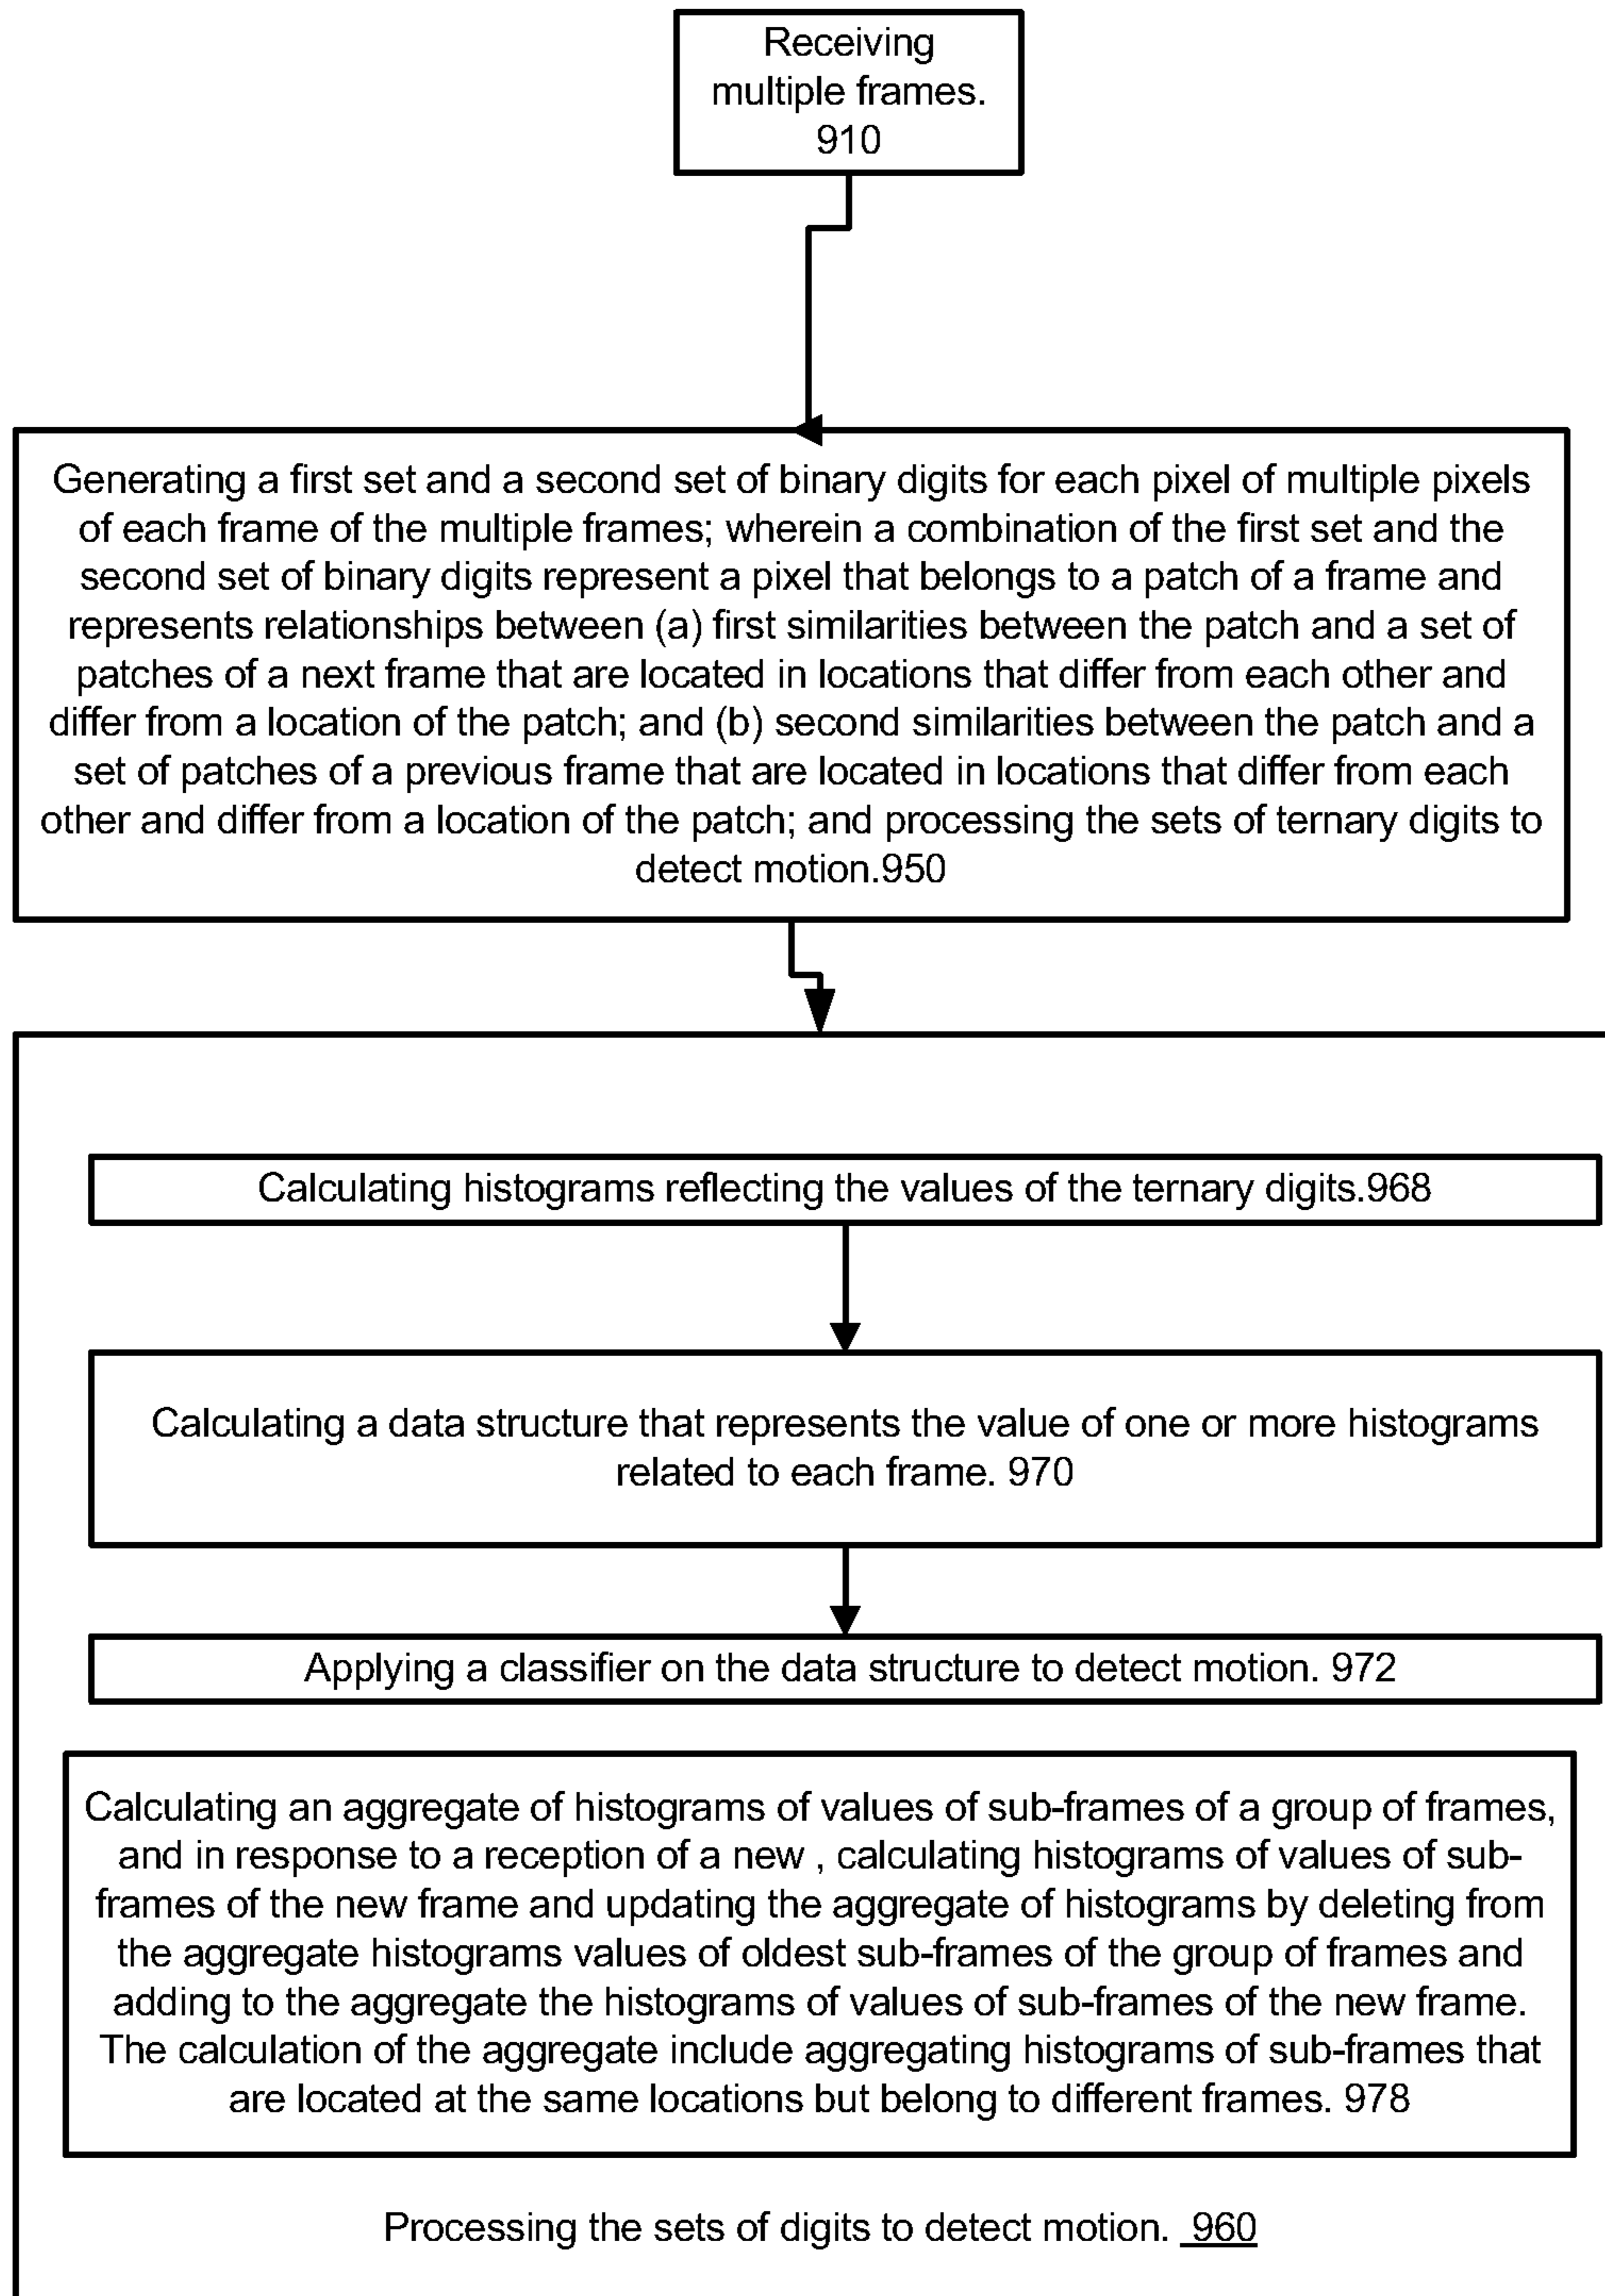 Receiving
multiple frames.
910
Generating a first set and a second set of binary digits for each pixel of multiple pixels
of each frame of the multiple frames; wherein a combination of the first set and the
second set of binary digits represent a pixel that belongs to a patch of a frame and
represents relationships between (a) first similarities between the patch and a set of
patches of a next frame that are located in locations that differ from each other and
differ from a location of the patch; and (b) second similarities between the patch and a
set of patches of a previous frame that are located in locations that differ from each
other and differ from a location of the patch; and processing the sets of ternary digits to
detect motion.950
Calculating histograms reflecting the values of the ternary digits.968
Calculating a data structure that represents the value of one or more histograms
related to each frame. 970
Applying a classifier on the data structure to detect motion. 972
Calculating an aggregate of histograms of values of sub-frames of a group of frames,
and in response to a reception of a new , calculating histograms of values of sub-
frames of the new frame and updating the aggregate of histograms by deleting from
the aggregate histograms values of oldest sub-frames of the group of frames and
adding to the aggregate the histograms of values of sub-frames of the new frame.
The calculation of the aggregate include aggregating histograms of sub-frames that
are located at the same locations but belong to different frames. 978
Processing the sets of digits to detect motion. 960